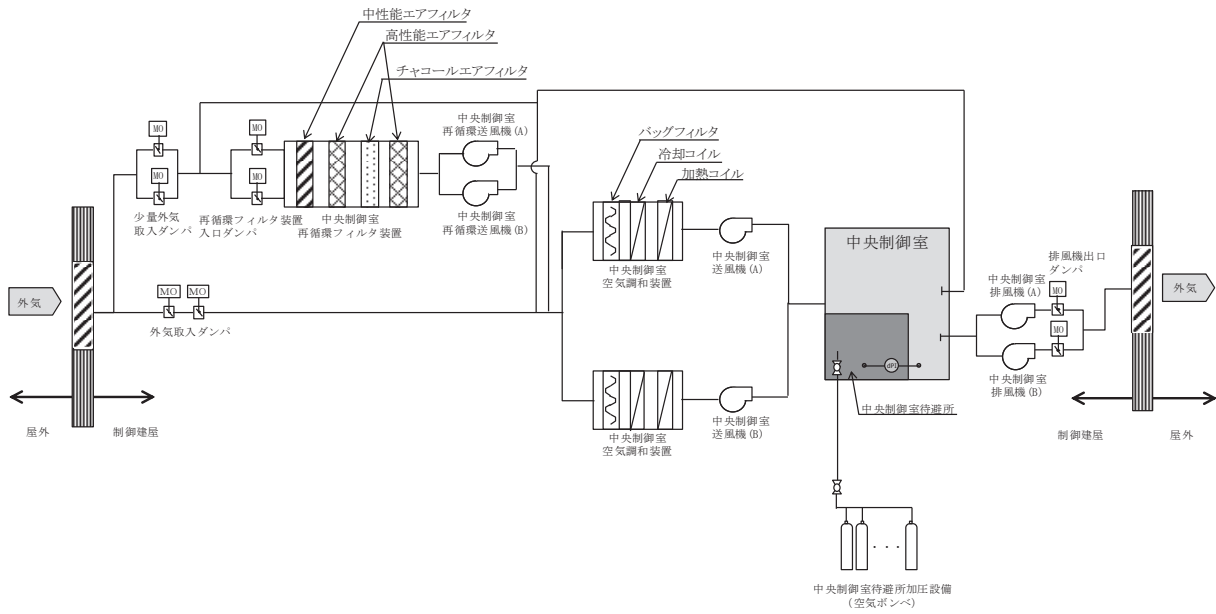 中性能エアフィルタ
高性能エアフィルタ
チャコールエアフィルタ
MO
MO
MO
MO
中央制御室
再循環送風機(A)
中央制御室
再循環送風機(B)
少量外気
取入ダンパ
再循環フィルタ装置
入口ダンパ
中央制御室
再循環フィルタ装置
バッグフィルタ
冷却コイル
加熱コイル
中央制御室
空気調和装置
中央制御室
送風機(A)
外気
MO
MO
外気取入ダンパ
屋外
制御建屋
中央制御室
空気調和装置
中央制御室
送風機(B)
中央制御室
dPI
中央制御室待避所
排風機出口
ダンパ
中央制御室
排風機(A)
MO
MO
中央制御室
排風機(B)
外気
制御建屋
屋外
・・・
中央制御室待避所加圧設備
(空気ボンベ)